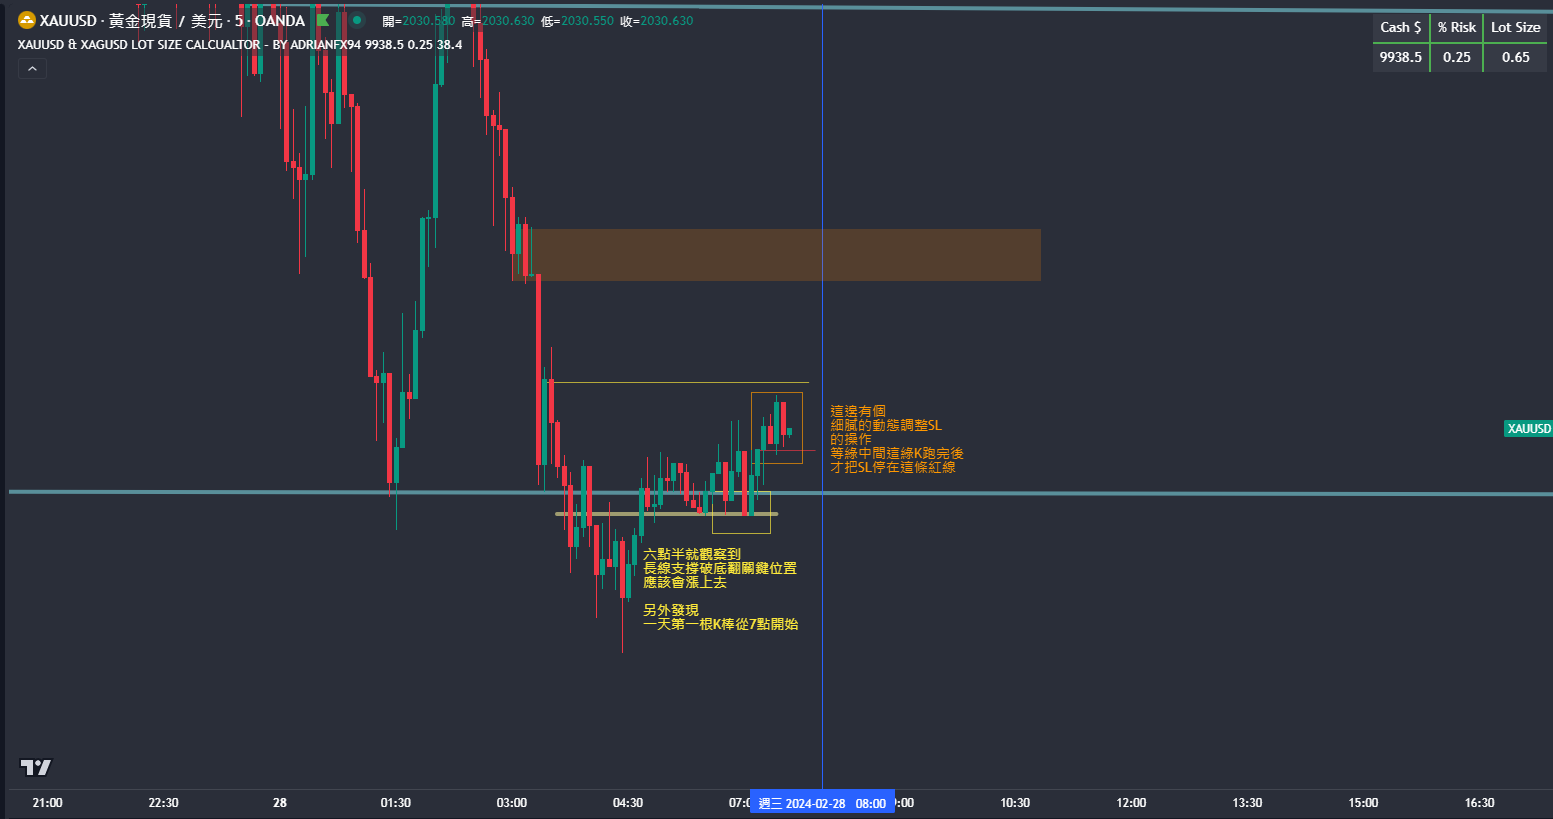 XAUUSD · 黃金現貨 / 美元 · 5 · OANDA 開=2030.580 高=2030.630 低=2030.550 收=2030.630
XAUUSD & XAGUSD LOT SIZE CALCUALTOR - BY ADRIANFX94 9938.5 0.25 38.4
Cash $ % Risk Lot Size
9938.5 0.25 0.65
這邊有個
細膩的動態調整SL
的操作
等綠中間這綠K跑完後
才把SL停在這條紅線
XAUUSD
六點半就觀察到
長線支撐破底翻關鍵位置
應該會漲上去
另外發現
一天第一根K棒從7點開始
21:00 22:30 28 01:30 03:00 04:30 07:0 週三 2024-02-28 08:00 :00 10:30 12:00 13:30 15:00 16:30